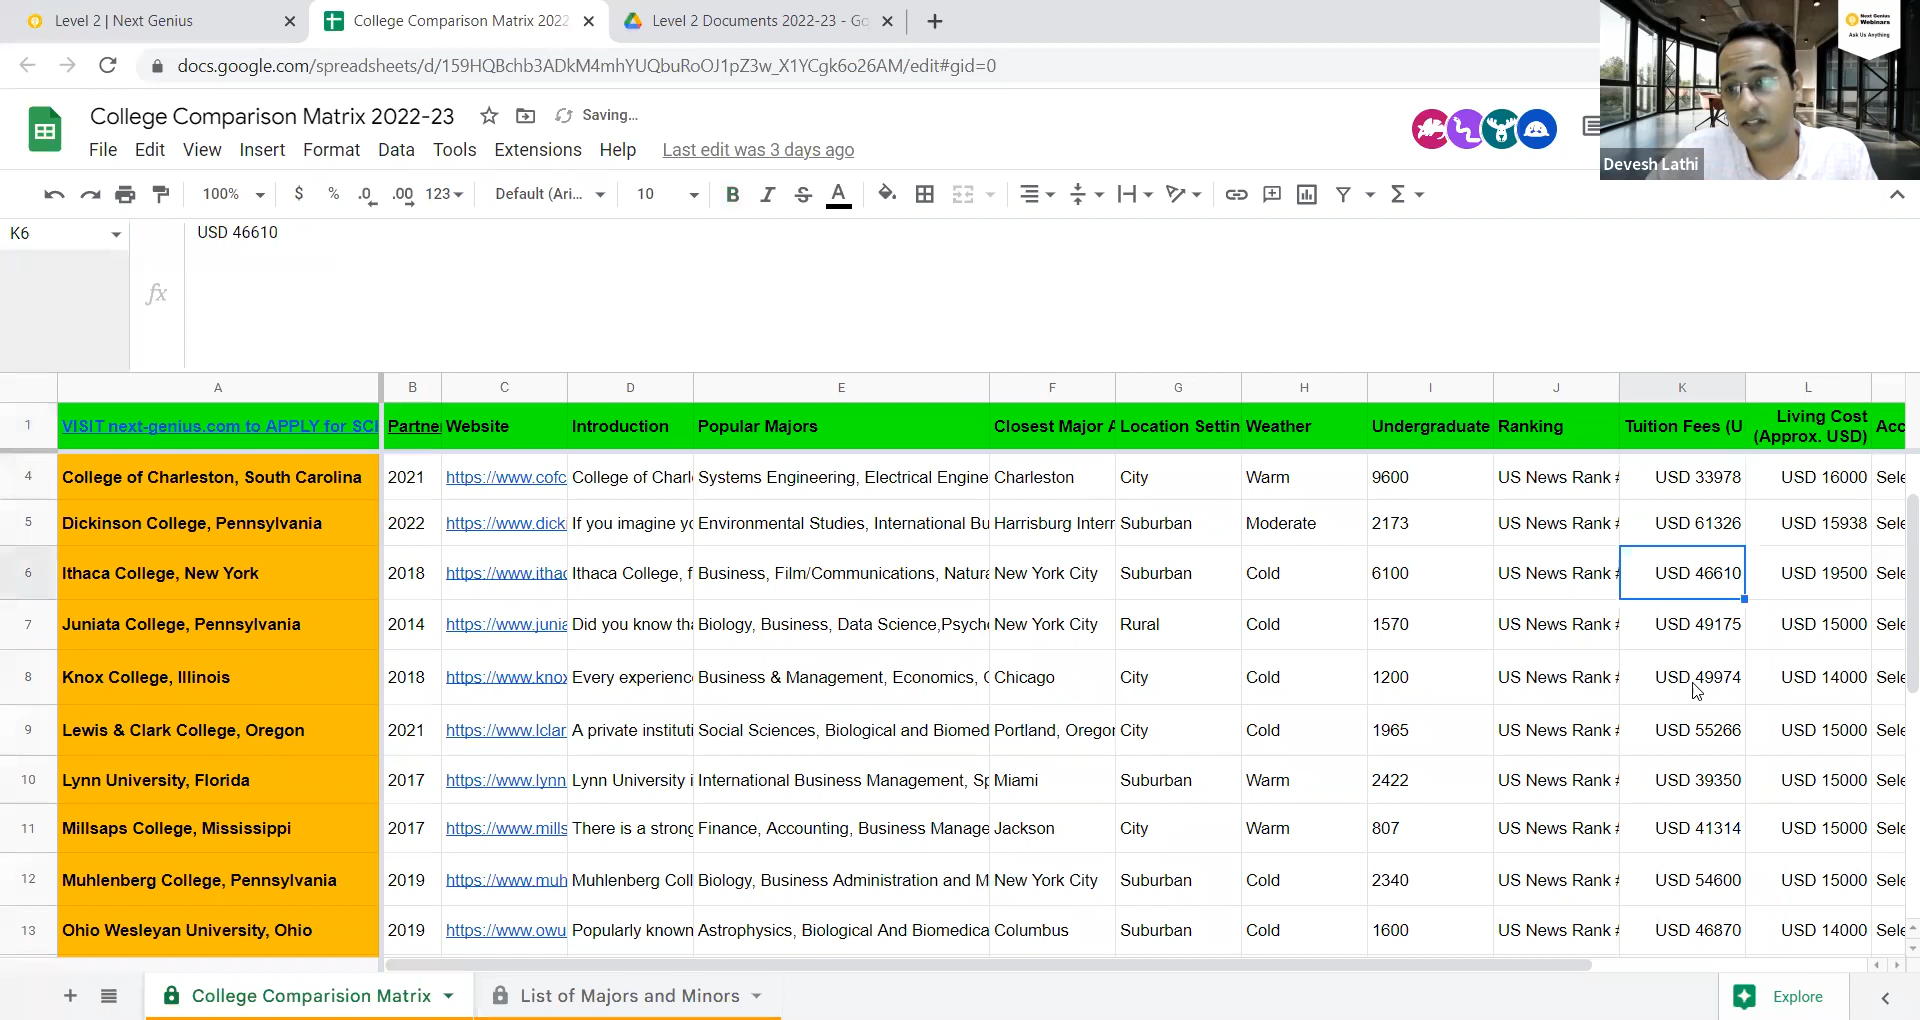 Level 2 | Next Genius
College Comparison Matrix 2022
Level 2 Documents 2022-23 - Go
docs.google.com/spreadsheets/d/159HQBchb3ADkM4mhYUQbuRoOJ1pZ3w_X1YCgk6o26AM/edit#gid=0
Next Genius
Webinars
Ask Us Anything
Devesh Lathi
College Comparison Matrix 2022-23 Saving...
File Edit View Insert Format Data Tools Extensions Help Last edit was 3 days ago
100% $ % .0 .00 123 Default (Ari... 10 B I S A
K6 USD 46610
fx
A B C D E F G H I J K L
1 VISIT next-genius.com to APPLY for SC Partne Website Introduction Popular Majors Closest Major A Location Settin Weather Undergraduate Ranking Tuition Fees (U Living Cost (Approx. USD) Acc
4 College of Charleston, South Carolina 2021 https://www.cofc College of Charl Systems Engineering, Electrical Engine Charleston City Warm 9600 US News Rank # USD 33978 USD 16000 Sele
5 Dickinson College, Pennsylvania 2022 https://www.dick If you imagine yo Environmental Studies, International Bu Harrisburg Intern Suburban Moderate 2173 US News Rank # USD 61326 USD 15938 Sele
6 Ithaca College, New York 2018 https://www.ithac Ithaca College, f Business, Film/Communications, Natura New York City Suburban Cold 6100 US News Rank # USD 46610 USD 19500 Sele
7 Juniata College, Pennsylvania 2014 https://www.junia Did you know tha Biology, Business, Data Science,Psych New York City Rural Cold 1570 US News Rank # USD 49175 USD 15000 Sele
8 Knox College, Illinois 2018 https://www.knox Every experienc Business & Management, Economics, C Chicago City Cold 1200 US News Rank # USD 49974 USD 14000 Sele
9 Lewis & Clark College, Oregon 2021 https://www.lclar A private instituti Social Sciences, Biological and Biomed Portland, Oregon City Cold 1965 US News Rank # USD 55266 USD 15000 Sele
10 Lynn University, Florida 2017 https://www.lynn Lynn University i International Business Management, Sp Miami Suburban Warm 2422 US News Rank # USD 39350 USD 15000 Sele
11 Millsaps College, Mississippi 2017 https://www.mills There is a strong Finance, Accounting, Business Manage Jackson City Warm 807 US News Rank # USD 41314 USD 15000 Sele
12 Muhlenberg College, Pennsylvania 2019 https://www.muh Muhlenberg Coll Biology, Business Administration and M New York City Suburban Cold 2340 US News Rank # USD 54600 USD 15000 Sele
13 Ohio Wesleyan University, Ohio 2019 https://www.owu Popularly known Astrophysics, Biological And Biomedica Columbus Suburban Cold 1600 US News Rank # USD 46870 USD 14000 Sele
College Comparision Matrix List of Majors and Minors Explore